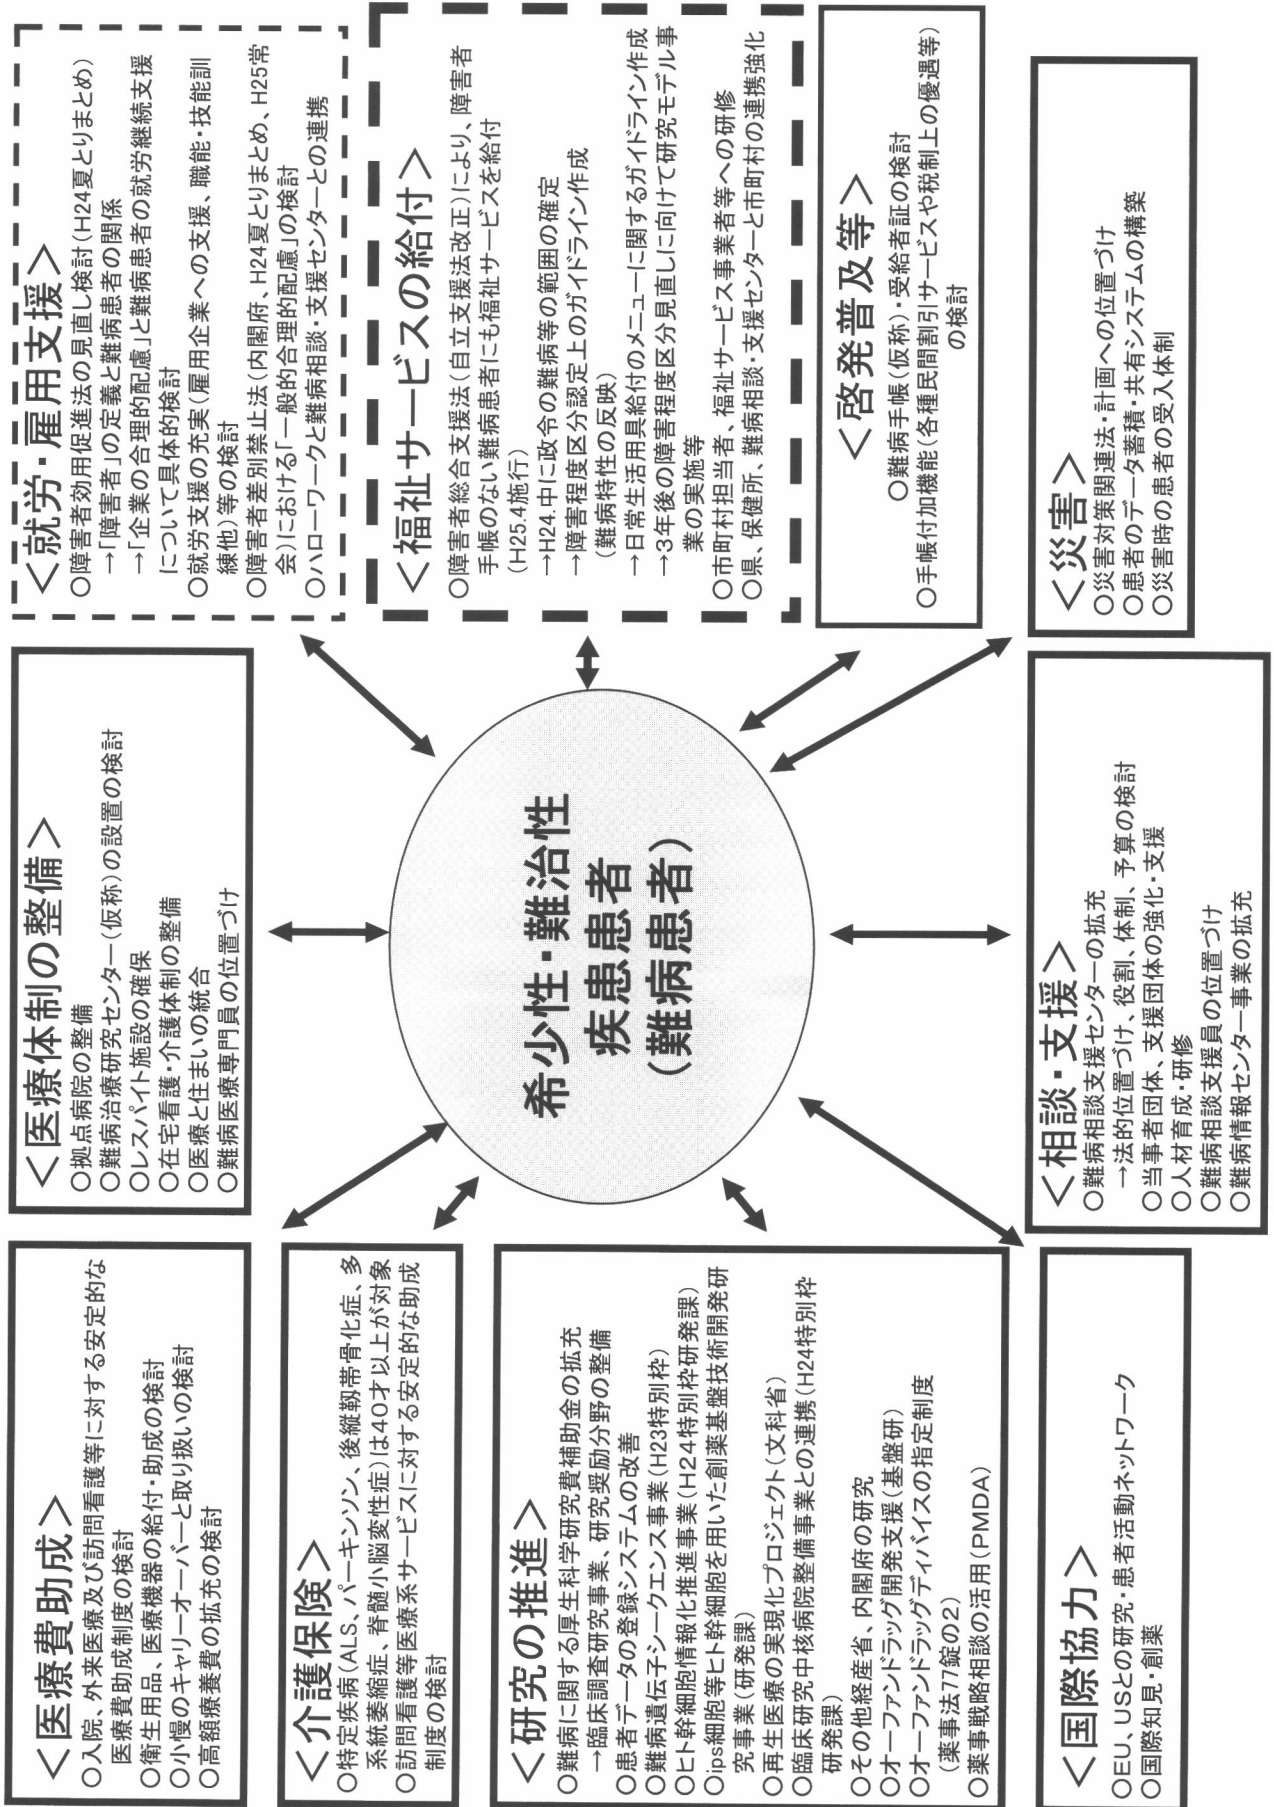 <医療費助成>
○入院、外来医療及び訪問看護等に対する安定的な
医療費助成制度の検討
○衛生用品、医療機器の給付・助成の検討
○小慢のキャリーオーバーと取り扱いの検討
○高額療養費の拡充の検討
<介護保険>
○特定疾病(ALS、パーキンソン、後縦靱帯骨化症、多
系統萎縮症、脊髄小脳変性症)は40才以上が対象
○訪問看護等医療系サービスに対する安定的な助成
制度の検討
<研究の推進>
○難病に関する厚生科学研究費補助金の拡充
→臨床調査研究事業、研究奨励分野の整備
○患者データの登録システムの改善
○難病遺伝子シークエンス事業(H23特別枠)
○ヒト幹細胞情報化推進事業(H24特別枠研発課)
○ips細胞等ヒト幹細胞を用いた創薬基盤技術開発研
究事業(研発課)
○再生医療の実現化プロジェクト(文科省)
○臨床研究中核病院整備事業との連携(H24特別枠
研発課)
○その他経産省、内閣府の研究
○オーファンドラッグ開発支援(基盤研)
○オーファンドラッグディバイスの指定制度
(薬事法77錠の2)
○薬事戦略相談の活用(PMDA)
<国際協力>
○EU、USとの研究・患者活動ネットワーク
○国際知見・創薬
<医療体制の整備>
○拠点病院の整備
○難病治療研究センター(仮称)の設置の検討
○レスパイト施設の確保
○在宅看護・介護体制の整備
○医療と住まいの統合
○難病医療専門員の位置づけ
希少性・難治性
疾患患者
(難病患者)
<相談・支援>
○難病相談支援センターの拡充
→法的位置づけ、役割、体制、予算の検討
○当事者団体、支援団体の強化・支援
○人材育成・研修
○難病相談支援員の位置づけ
○難病情報センター事業の拡充
<就労・雇用支援>
○障害者効用促進法の見直し検討(H24夏とりまとめ)
→「障害者」の定義と難病患者の関係
→「企業の合理的配慮」と難病患者の就労継続支援
について具体的検討
○就労支援の充実(雇用企業への支援、職能・技能訓
練他)等の検討
○障害者差別禁止法(内閣府、H24夏とりまとめ、H25常
会)における「一般的合理的配慮」の検討
○ハローワークと難病相談・支援センターとの連携
<福祉サービスの給付>
○障害者総合支援法(自立支援法改正)により、障害者
手帳のない難病患者にも福祉サービスを給付
(H25.4施行)
→H24.中に政令の難病等の範囲の確定
→障害程度区分認定上のガイドライン作成
(難病特性の反映)
→日常生活用具給付のメニューに関するガイドライン作成
→3年後の障害程度区分見直しに向けて研究モデル事
業の実施等
○市町村担当者、福祉サービス事業者等への研修
○県、保健所、難病相談・支援センターと市町村の連携強化
<啓発普及等>
○難病手帳(仮称)・受給者証の検討
○手帳付加機能(各種民間割引サービスや税制上の優遇等)
の検討
<災害>
○災害対策関連法・計画への位置づけ
○患者のデータ蓄積・共有システムの構築
○災害時の患者の受入体制